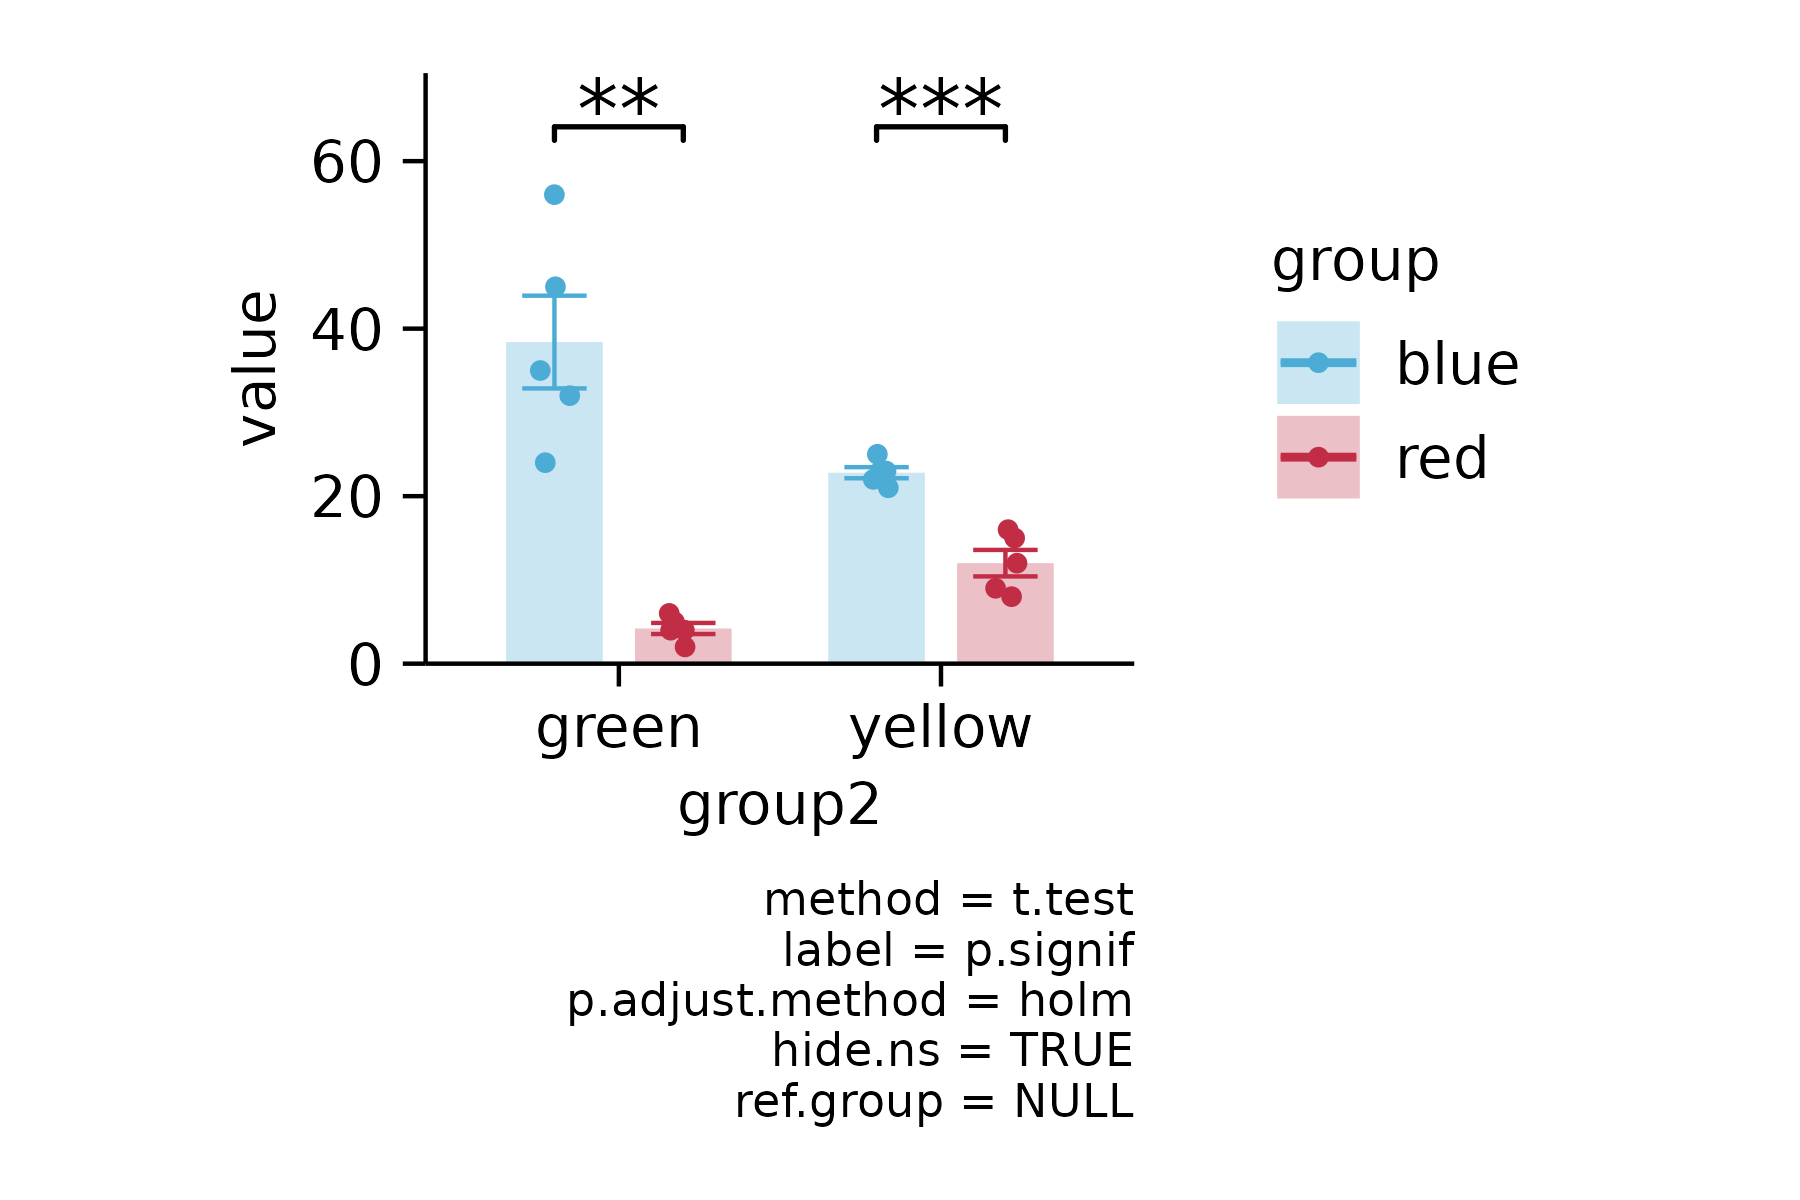 ** ***
60
40
20
0
value
green yellow
group2
group
blue
red
method = t.test
label = p.signif
p.adjust.method = holm
hide.ns = TRUE
ref.group = NULL